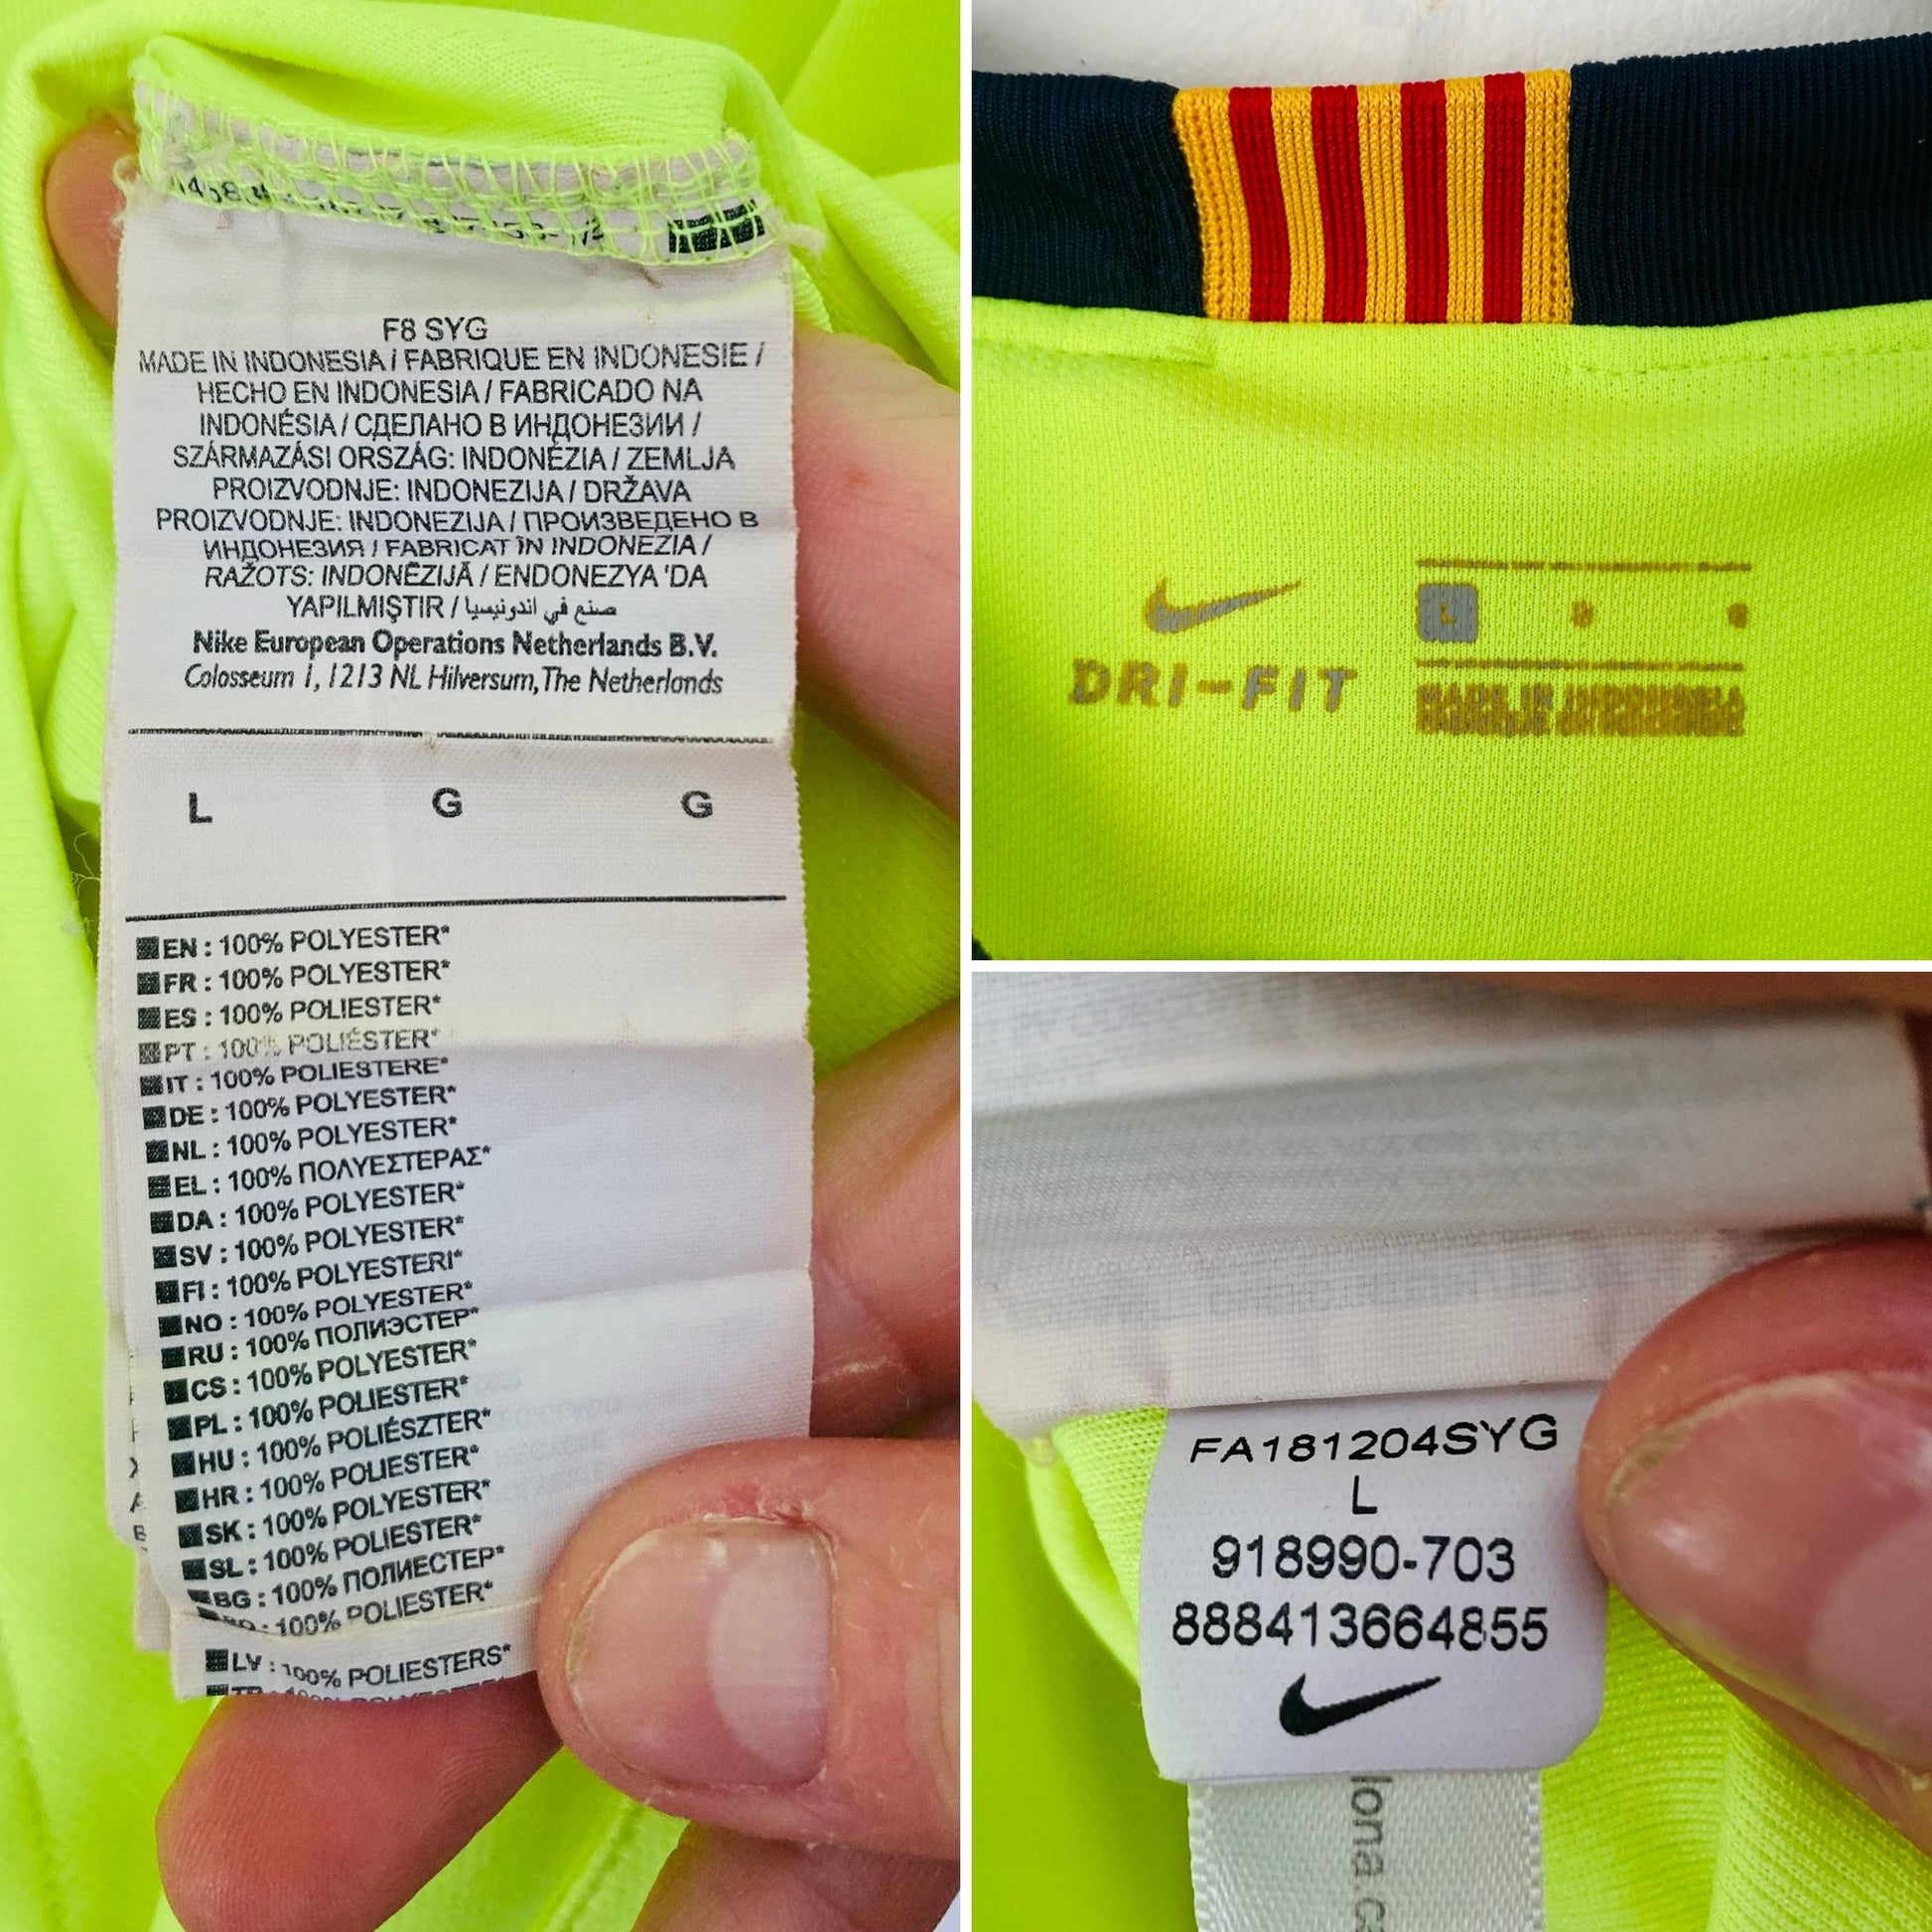 F8 SYG
MADE IN INDONESIA / FABRIQUE EN INDONESIE /
HECHO EN INDONESIA / FABRICADO NA
INDONÉSIA / СДЕЛАНО В ИНДОНЕЗИИ /
SZÁRMAZÁSI ORSZÁG: INDONÉZIA / ZEMLJA
PROIZVODNJE: INDONEZIJA / DRŽAVA
PROIZVODNJE: INDONEZIJA / ПРОИЗВЕДЕНО В
ИНДОНЕЗИЯ / FABRICAT ÎN INDONEZIA /
RAŽOTS: INDONĒZIJĀ / ENDONEZYA 'DA
YAPILMIŞTIR / صنع في اندونيسيا
Nike European Operations Netherlands B.V.
Colosseum 1, 1213 NL Hilversum, The Netherlands
L G G
EN : 100% POLYESTER*
FR : 100% POLYESTER*
ES : 100% POLIESTER*
PT : 100% POLIÉSTER*
IT : 100% POLIESTERE*
DE : 100% POLYESTER*
NL : 100% POLYESTER*
EL : 100% ΠΟΛΥΕΣΤΕΡΑΣ*
DA : 100% POLYESTER*
SV : 100% POLYESTER*
FI : 100% POLYESTERI*
NO : 100% POLYESTER*
RU : 100% ПОЛИЭСТЕР*
CS : 100% POLYESTER*
PL : 100% POLIESTER*
HU : 100% POLIÉSZTER*
HR : 100% POLIESTER*
SK : 100% POLYESTER*
SL : 100% POLIESTER*
BG : 100% ПОЛИЕСТЕР*
: 100% POLIESTER*
LV : 100% POLIESTERS*
DRI-FIT
L
MADE IN INDONESIA
FA181204SYG
L
918990-703
888413664855